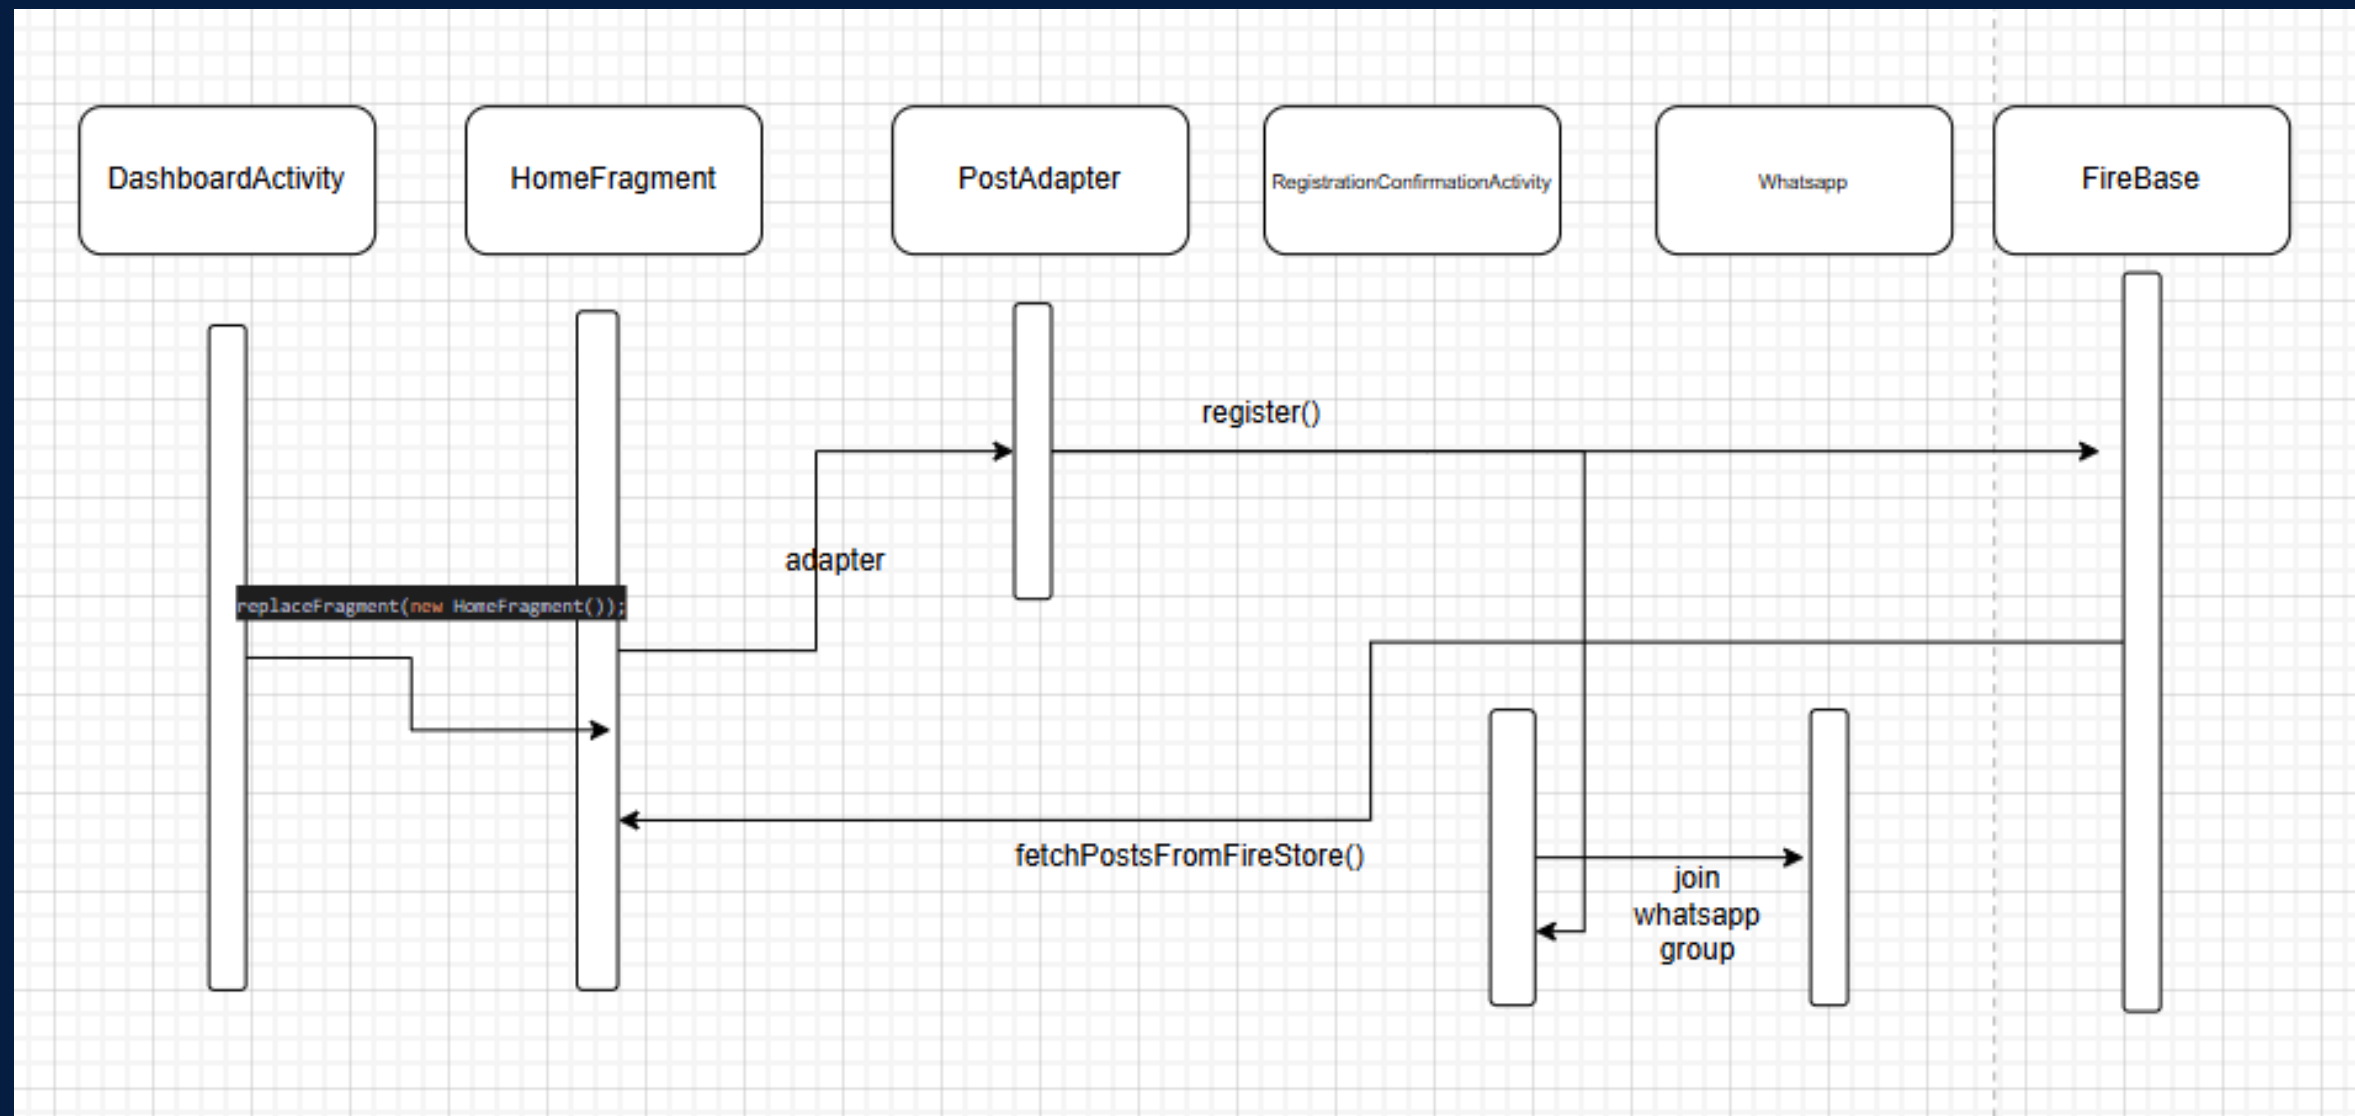 DashboardActivity
HomeFragment
PostAdapter
RegistrationConfirmationActivity
Whatsapp
FireBase
register()
adapter
replaceFragment(new HomeFragment());
fetchPostsFromFireStore()
join
whatsapp
group